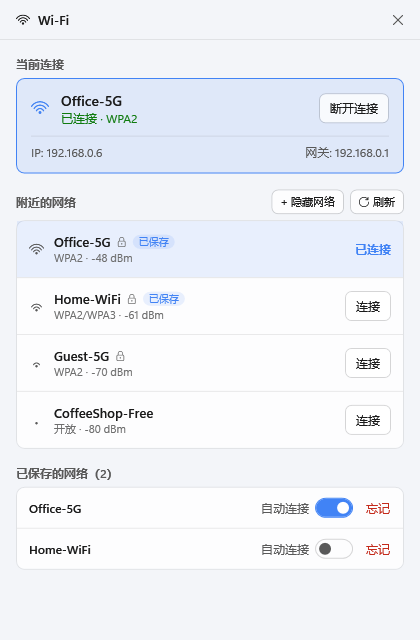 Wi-Fi
当前连接
Office-5G
已连接 · WPA2
断开连接
IP: 192.168.0.6
网关: 192.168.0.1
附近的网络
+ 隐藏网络
刷新
Office-5G 已保存
WPA2 · -48 dBm
已连接
Home-WiFi 已保存
WPA2/WPA3 · -61 dBm
连接
Guest-5G
WPA2 · -70 dBm
连接
CoffeeShop-Free
开放 · -80 dBm
连接
已保存的网络（2）
Office-5G 自动连接 忘记
Home-WiFi 自动连接 忘记